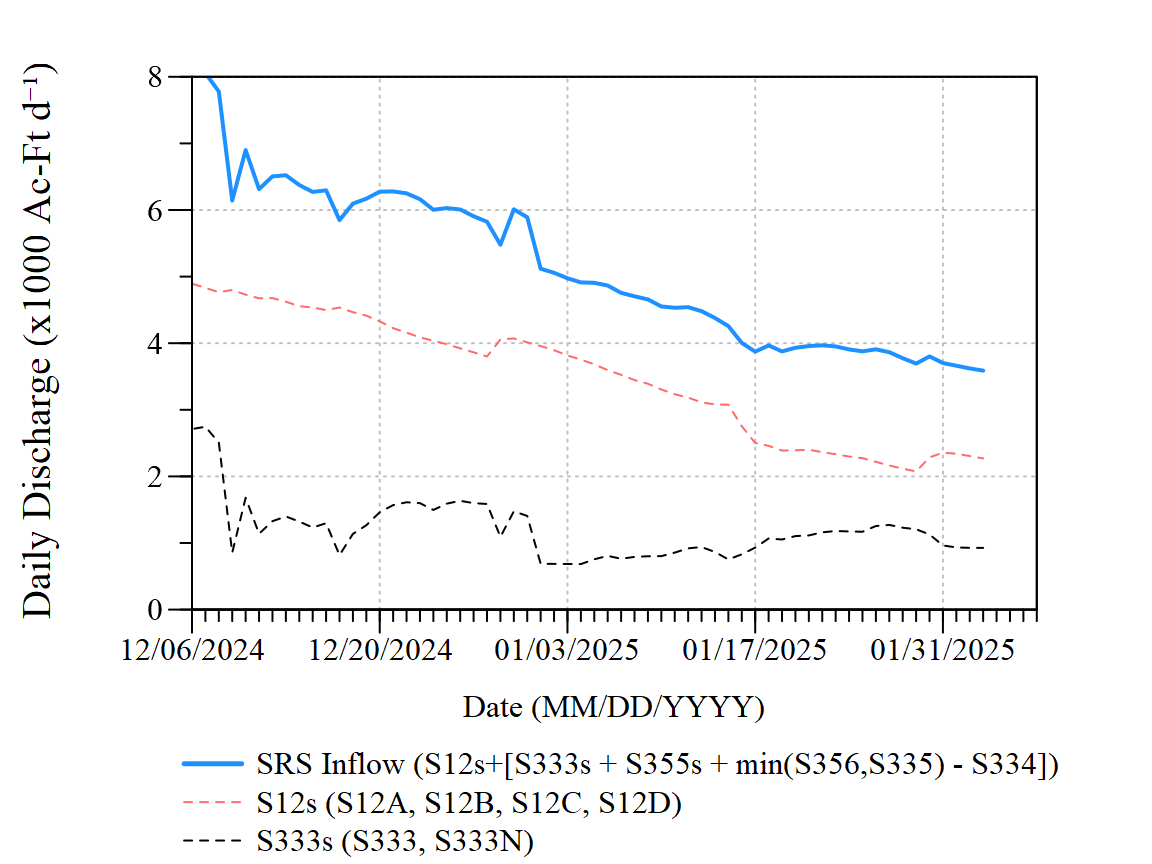 Daily Discharge (x1000 Ac-Ft d⁻¹)
8
6
4
2
0
12/06/2024 12/20/2024 01/03/2025 01/17/2025 01/31/2025
Date (MM/DD/YYYY)
SRS Inflow (S12s+[S333s + S355s + min(S356,S335) - S334])
S12s (S12A, S12B, S12C, S12D)
S333s (S333, S333N)